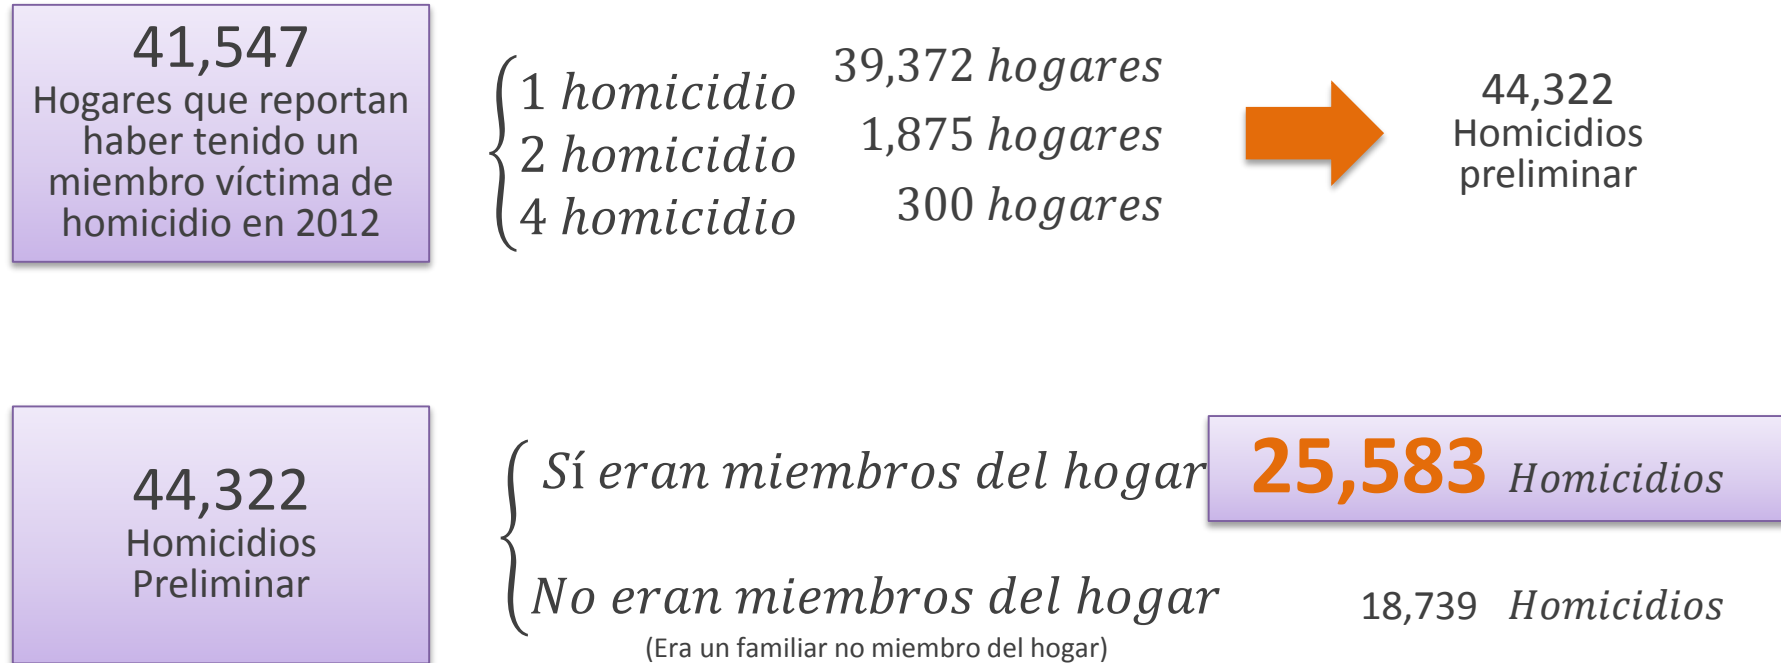 41,547
Hogares que reportan
haber tenido un
miembro víctima de
homicidio en 2012
1 homicidio
2 homicidio
4 homicidio
39,372 hogares
1,875 hogares
300 hogares
44,322
Homicidios
preliminar
44,322
Homicidios
Preliminar
Sí eran miembros del hogar
25,583 Homicidios
No eran miembros del hogar
(Era un familiar no miembro del hogar)
18,739 Homicidios